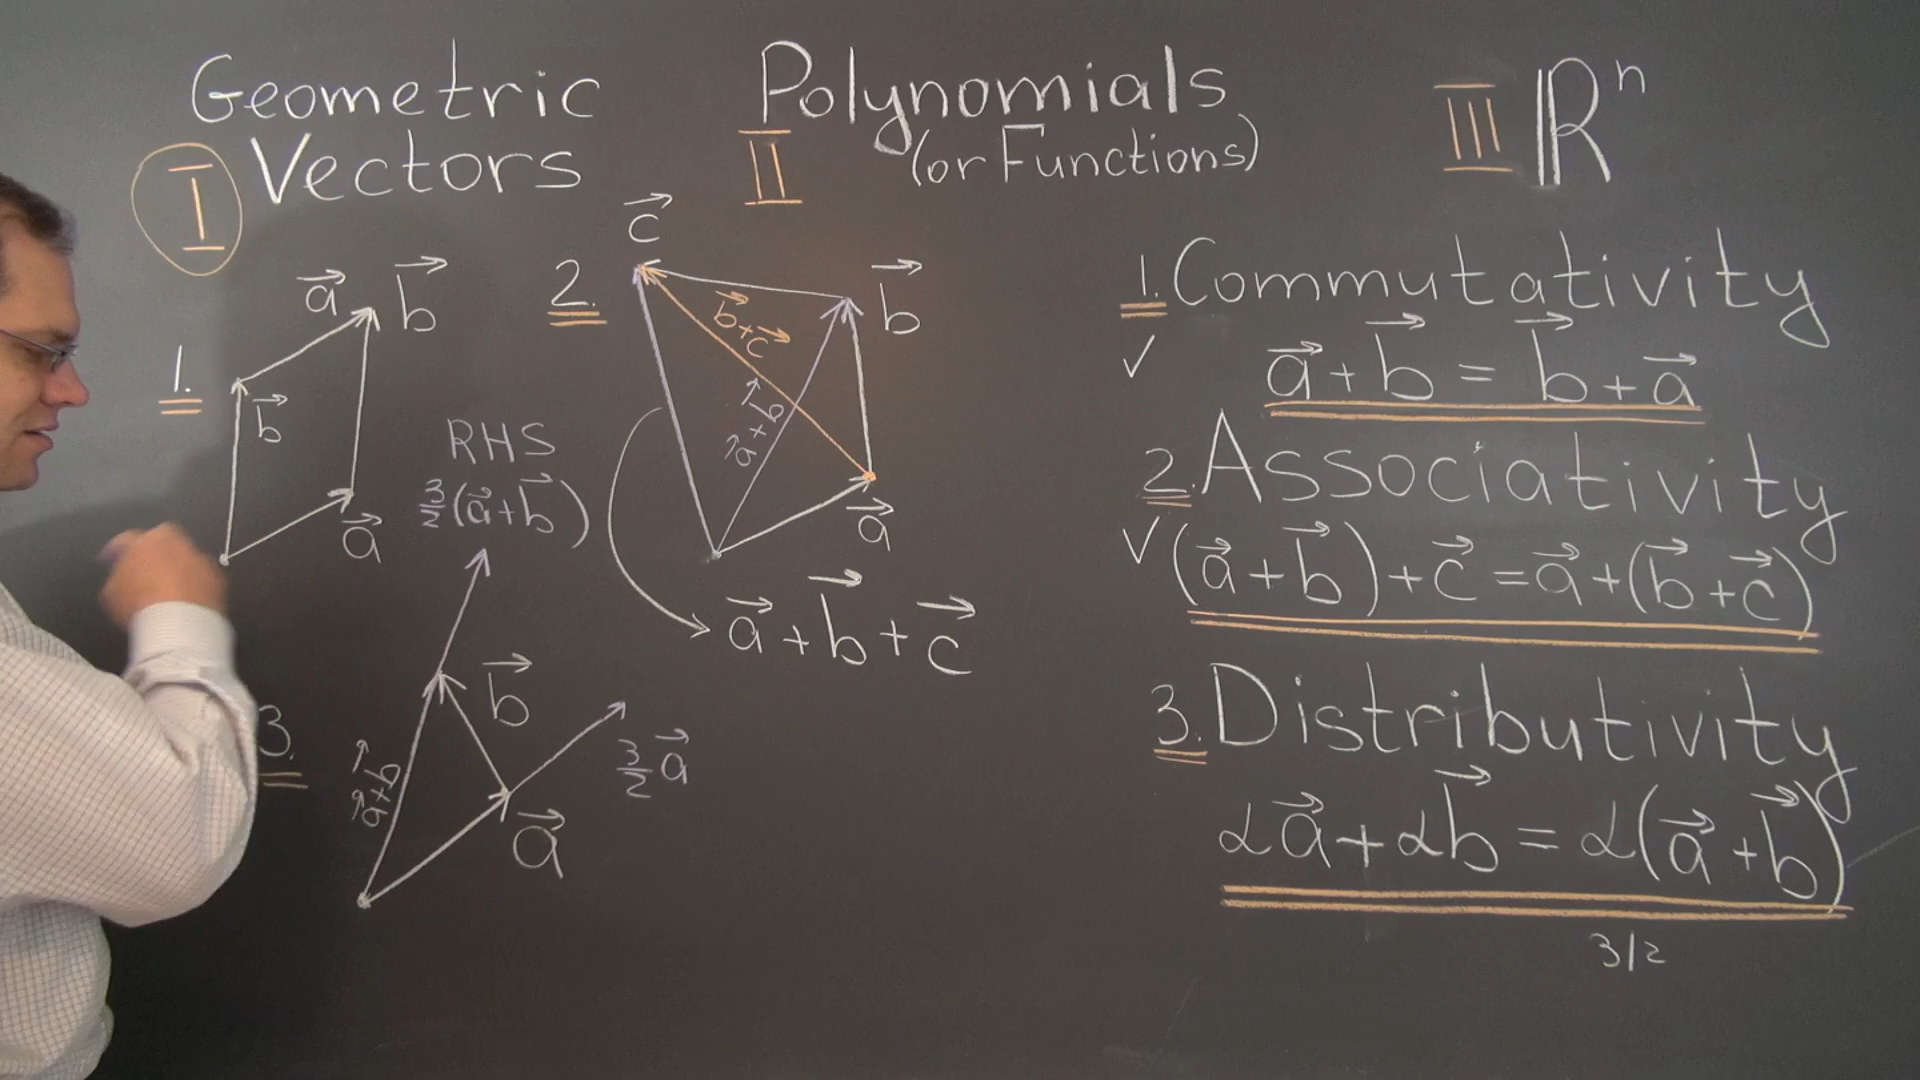 Geometric
Vectors
I
Polynomials
II (or Functions)
III ℝⁿ
1.
a⃗ b⃗
b⃗
a⃗
2.
c⃗
b⃗+c⃗
b⃗
a⃗+b⃗
a⃗
a⃗+b⃗+c⃗
RHS
3/2(a⃗+b⃗)
3.
b⃗
a⃗+b⃗
3/2 a⃗
a⃗
1. Commutativity
✓ a⃗+b⃗ = b⃗+a⃗
2. Associativity
✓ (a⃗+b⃗)+c⃗=a⃗+(b⃗+c⃗)
3. Distributivity
αa⃗+αb⃗ = α(a⃗+b⃗)
3/2